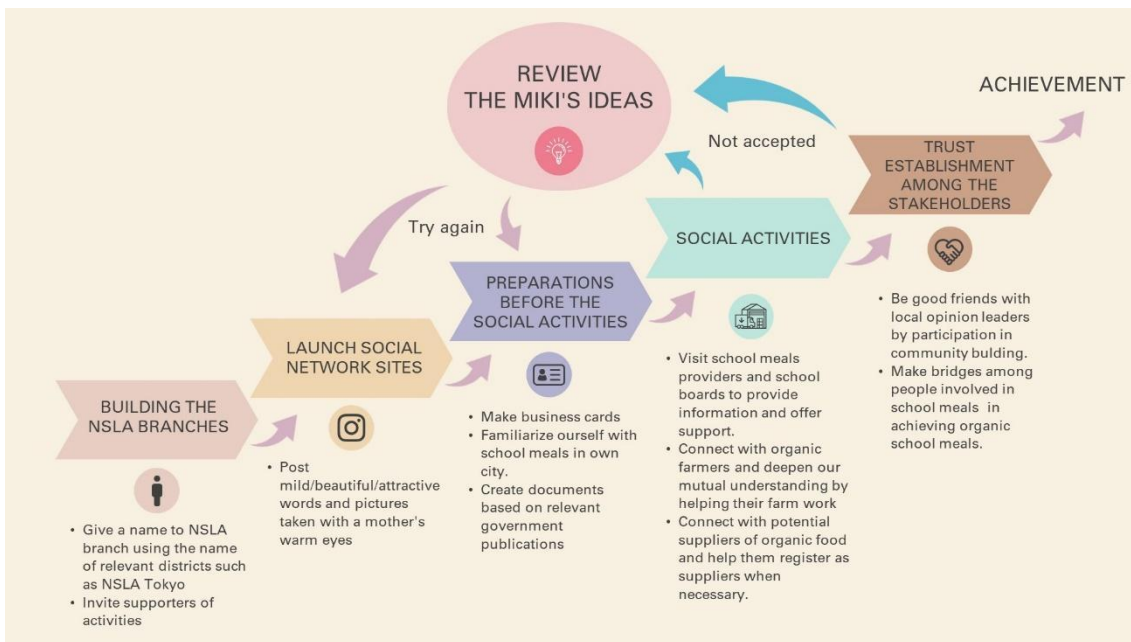 REVIEW
THE MIKI'S IDEAS
ACHIEVEMENT
Not accepted
Try again
TRUST
ESTABLISHMENT
AMONG THE
STAKEHOLDERS
SOCIAL ACTIVITIES
PREPARATIONS
BEFORE THE
SOCIAL ACTIVITIES
LAUNCH SOCIAL
NETWORK SITES
BUILDING THE
NSLA BRANCHES
• Give a name to NSLA
branch using the name
of relevant districts such
as NSLA Tokyo
• Invite supporters of
activities
• Post
mild/beautiful/attractive
words and pictures
taken with a mother's
warm eyes
• Make business cards
• Familiarize ourself with
school meals in own
city.
• Create documents
based on relevant
government
publications
• Visit school meals
providers and school
boards to provide
information and offer
support.
• Connect with organic
farmers and deepen our
mutual understanding by
helping their farm work
• Connect with potential
suppliers of organic food
and help them register as
suppliers when
necessary.
• Be good friends with
local opinion leaders
by participation in
community bulding.
• Make bridges among
people involved in
school meals in
achieving organic
school meals.